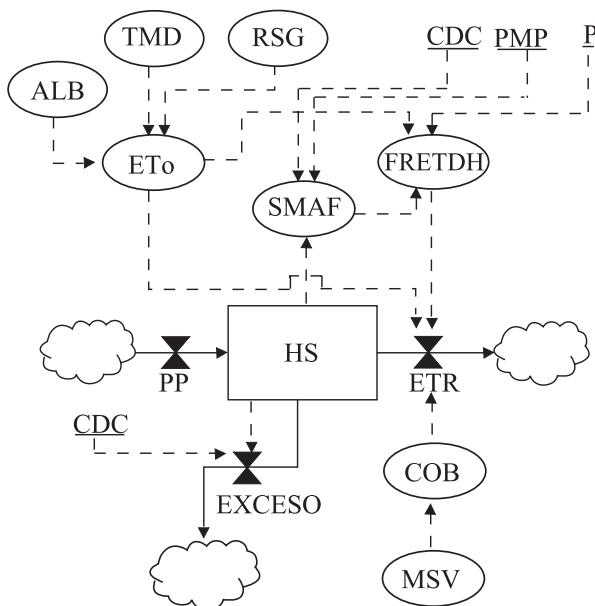 TMD
RSG
CDC
PMP
P
ALB
ETo
FRETDH
SMAF
HS
PP
ETR
CDC
COB
EXCESO
MSV